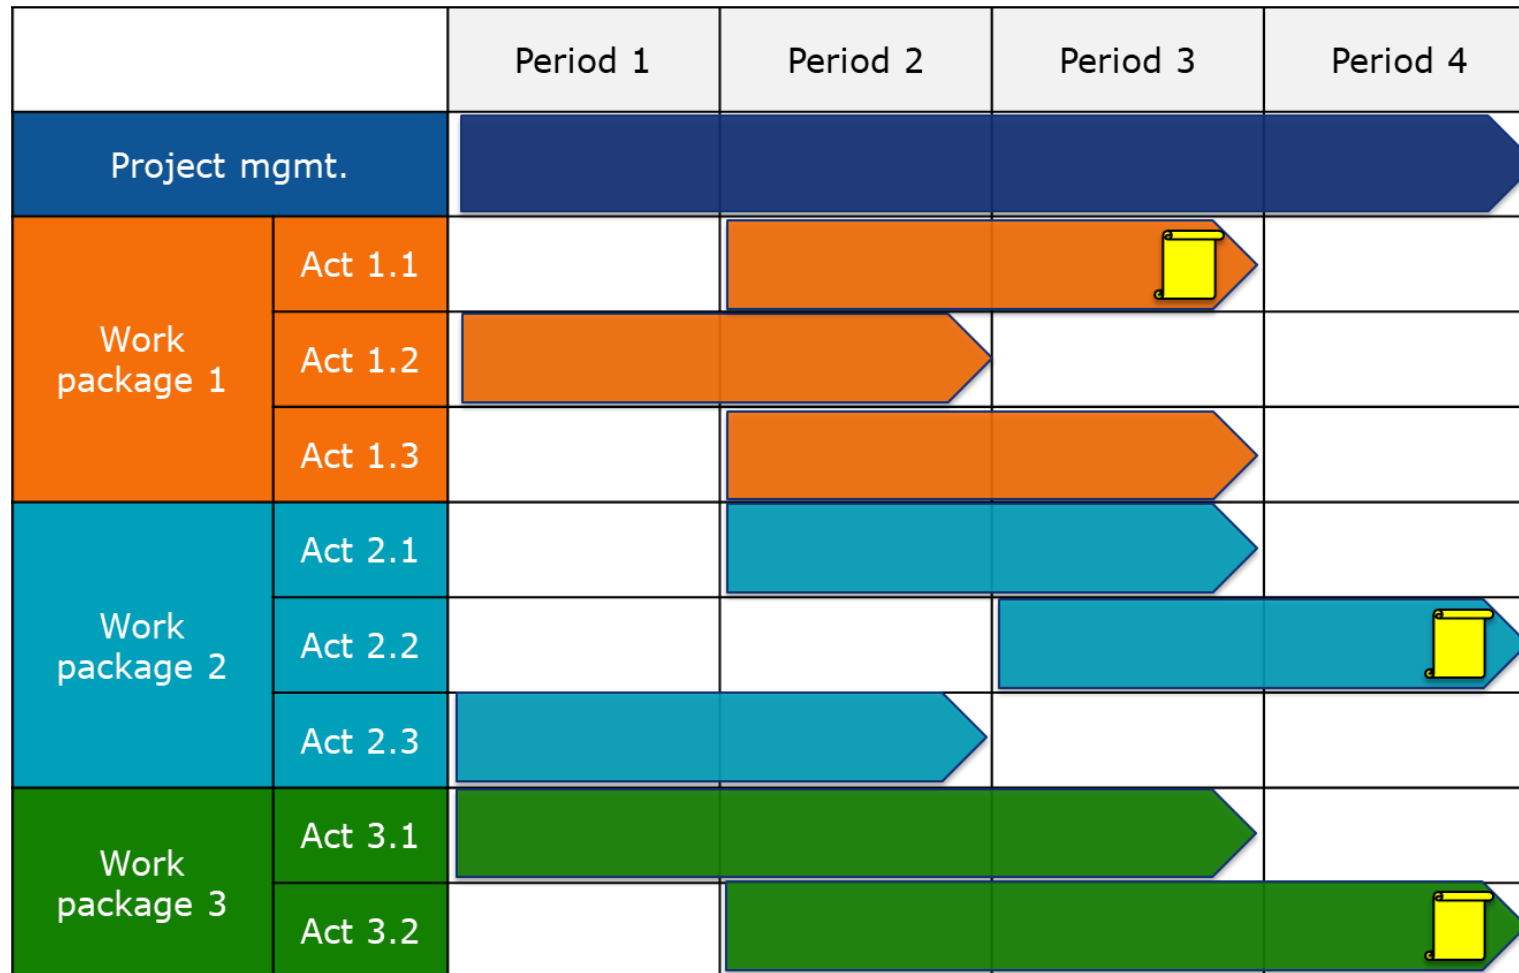 Period 1
Period 2
Period 3
Period 4
Project mgmt.
Work
package 1
Act 1.1
Act 1.2
Act 1.3
Work
package 2
Act 2.1
Act 2.2
Act 2.3
Work
package 3
Act 3.1
Act 3.2